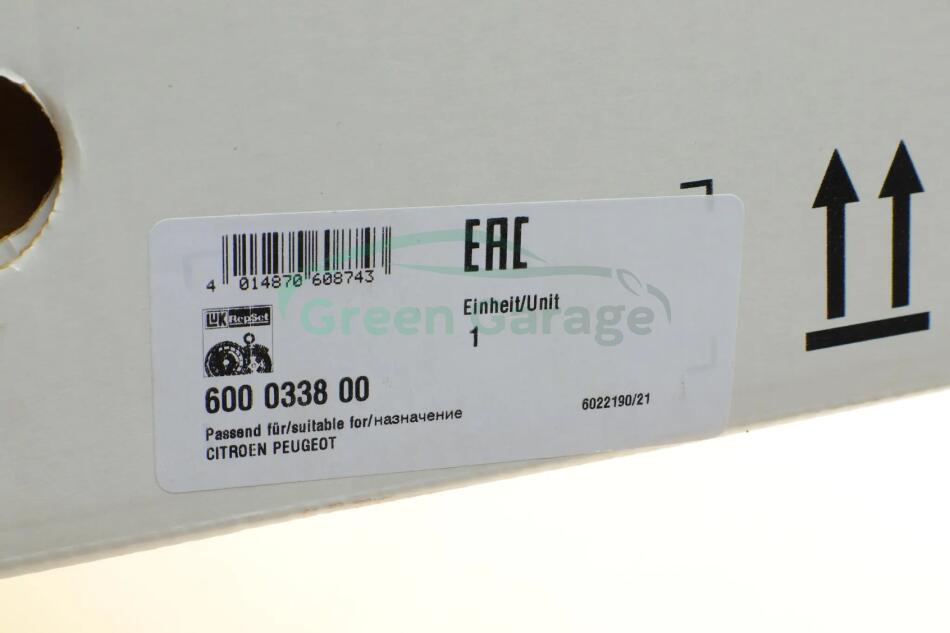 EAC
4 014870 608743
Einheit/Unit
1
LuK RepSet
600 0338 00
Passend für/suitable for/назначение
CITROEN PEUGEOT
6022190/21
Green Garage